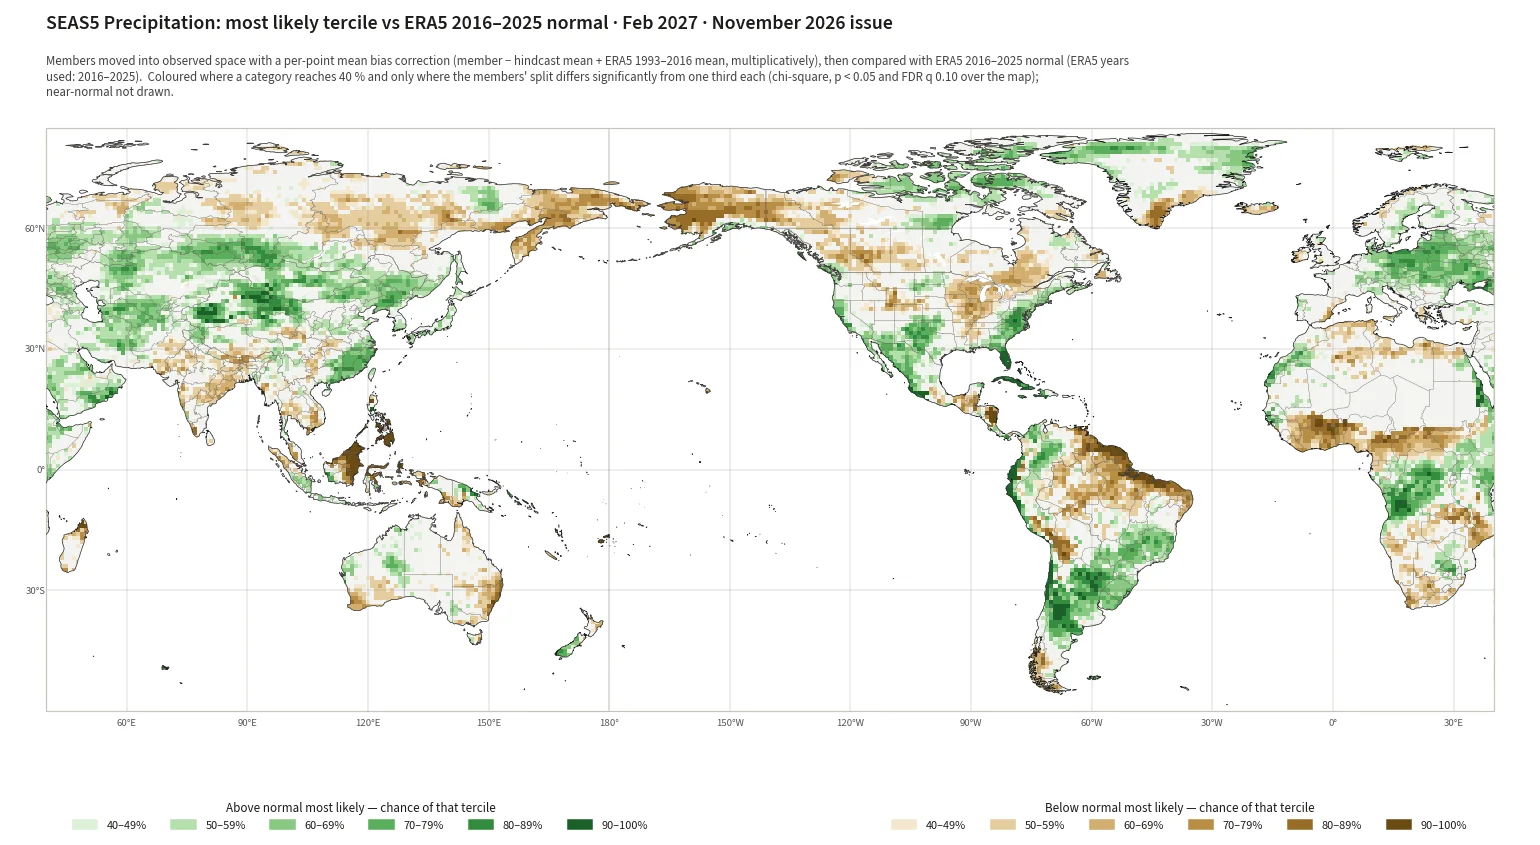 SEAS5 Precipitation: most likely tercile vs ERA5 2016–2025 normal · Feb 2027 · November 2026 issue
Members moved into observed space with a per-point mean bias correction (member − hindcast mean + ERA5 1993–2016 mean, multiplicatively), then compared with ERA5 2016–2025 normal (ERA5 years
used: 2016–2025). Coloured where a category reaches 40 % and only where the members' split differs significantly from one third each (chi-square, p < 0.05 and FDR q 0.10 over the map);
near-normal not drawn.
60°N
30°N
0°
30°S
60°E 90°E 120°E 150°E 180° 150°W 120°W 90°W 60°W 30°W 0° 30°E
Above normal most likely — chance of that tercile
40–49% 50–59% 60–69% 70–79% 80–89% 90–100%
Below normal most likely — chance of that tercile
40–49% 50–59% 60–69% 70–79% 80–89% 90–100%